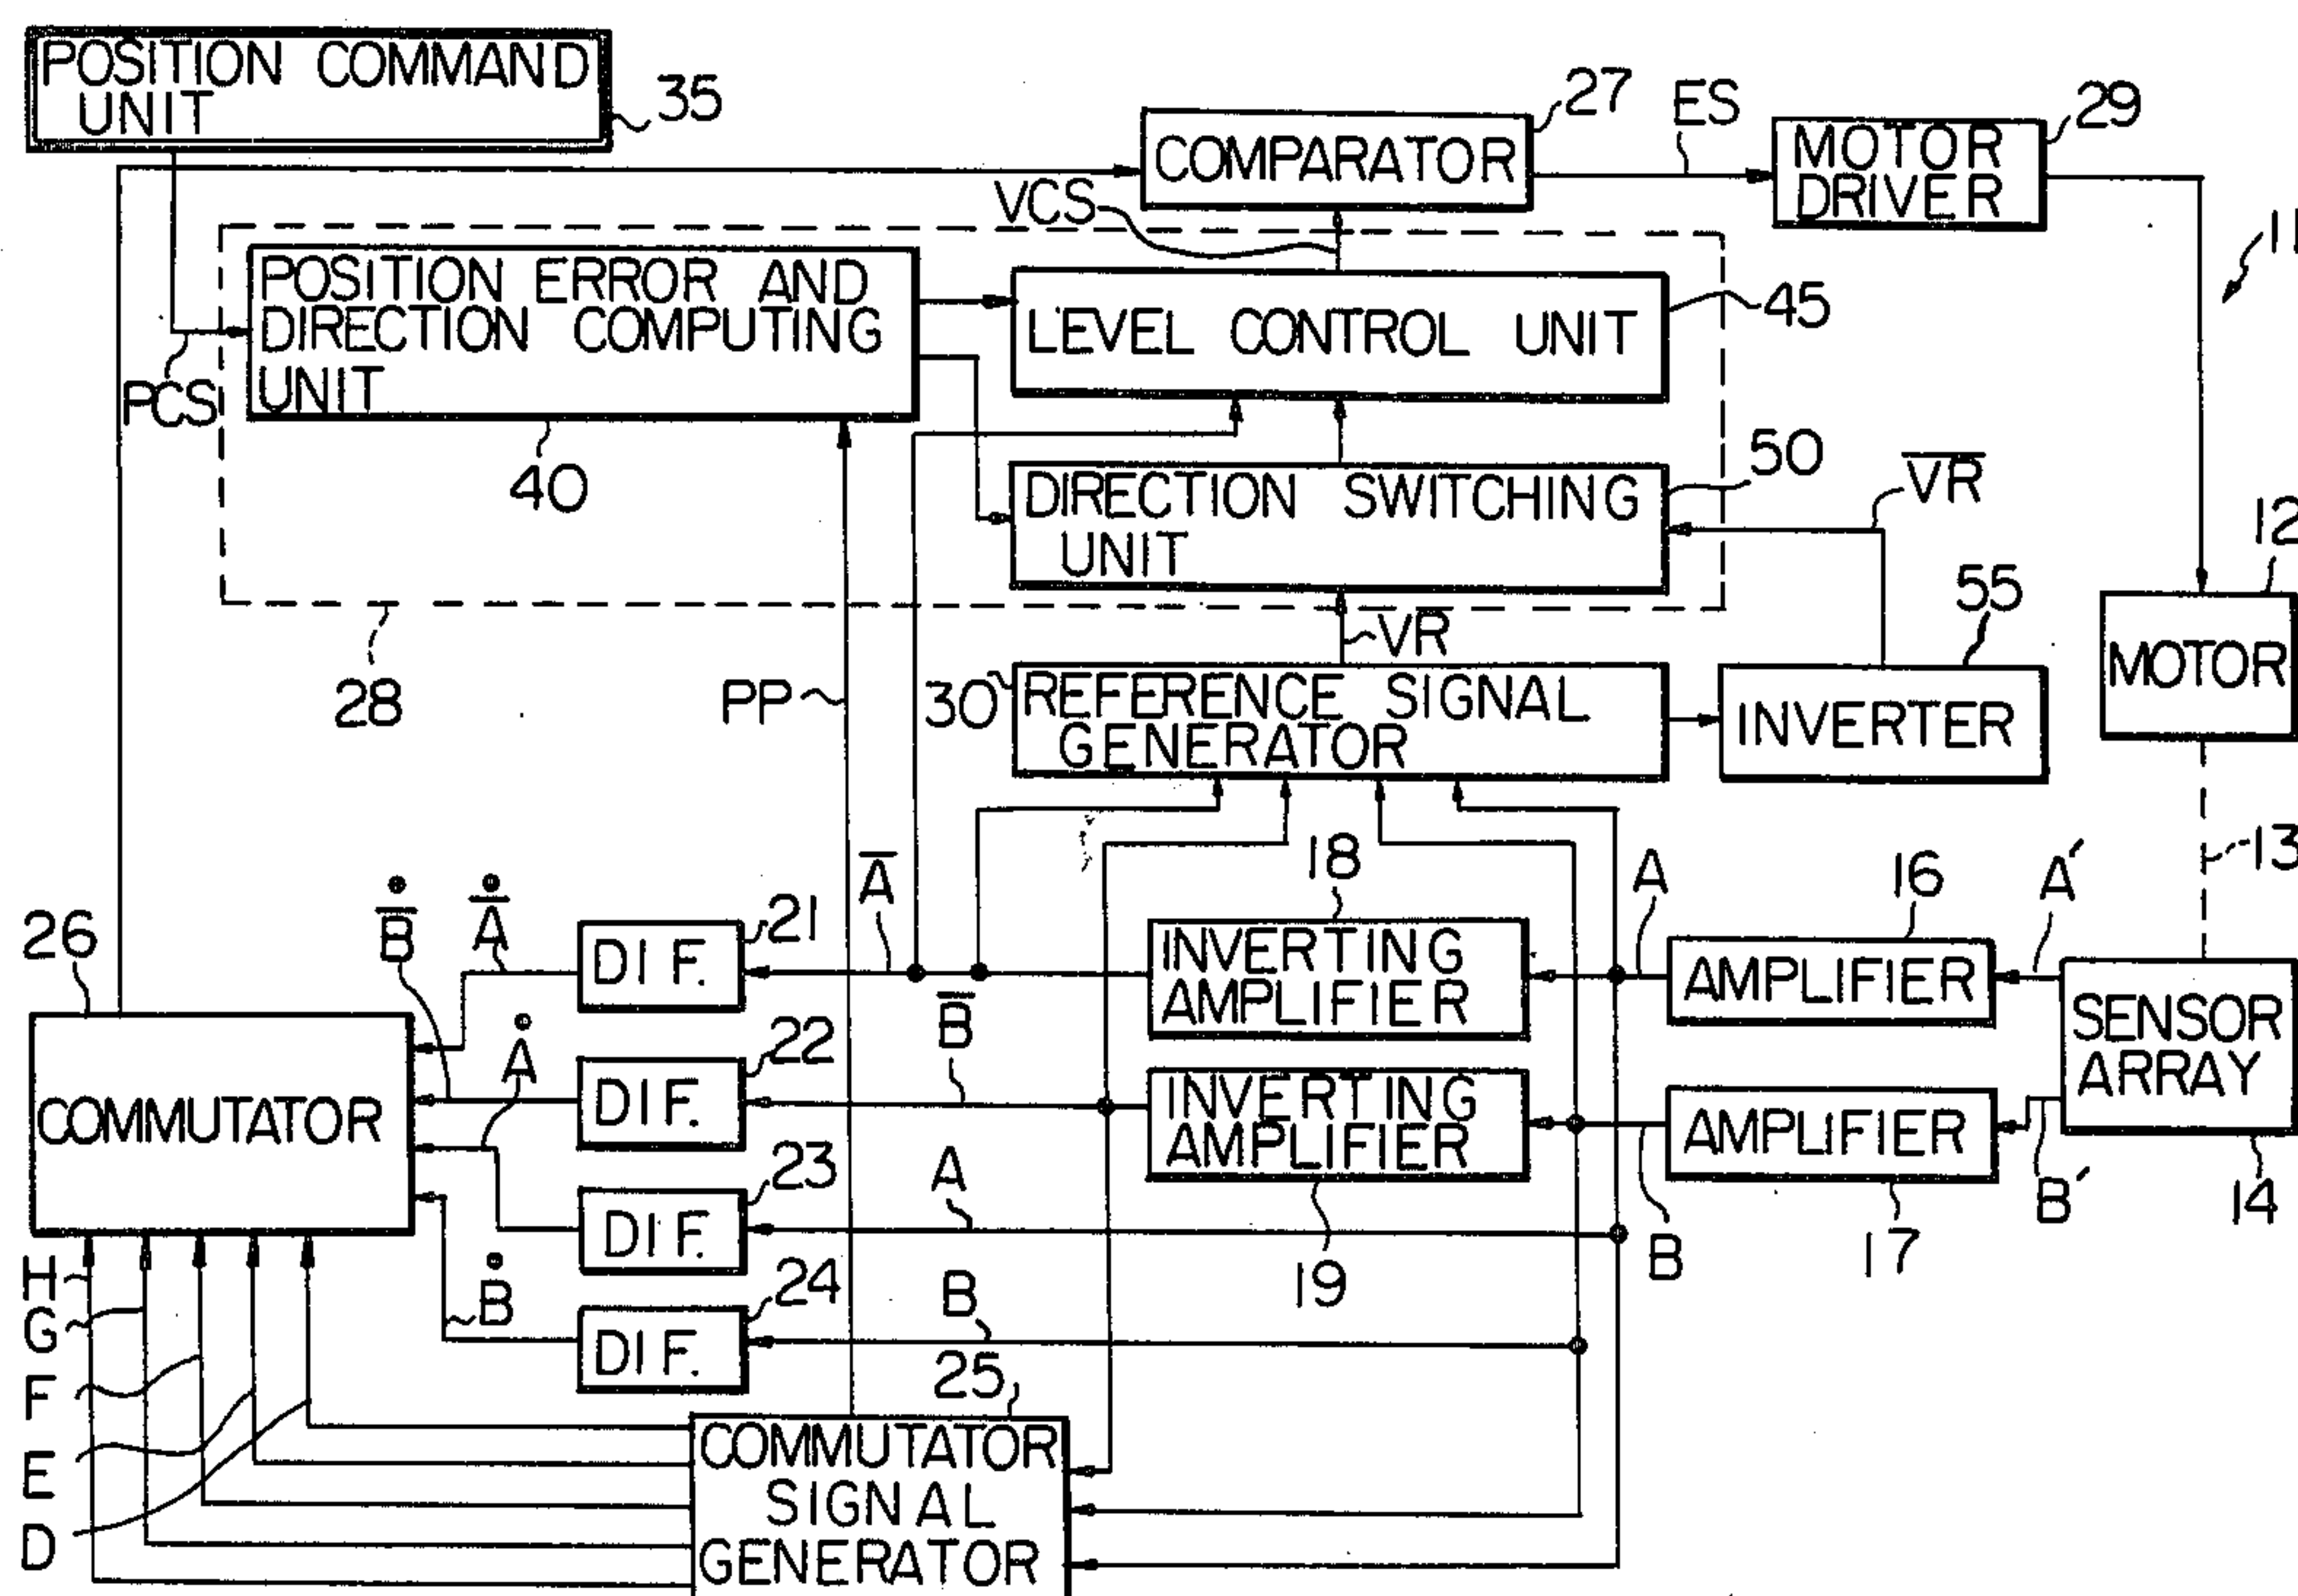 POSITION COMMAND
UNIT
35
COMPARATOR
27
ES
MOTOR
DRIVER
29
VCS
11
POSITION ERROR AND
DIRECTION COMPUTING
UNIT
LEVEL CONTROL UNIT
45
PCS
40
DIRECTION SWITCHING
UNIT
50
V̅R̅
12
MOTOR
28
PP
VR
30
REFERENCE SIGNAL
GENERATOR
INVERTER
55
13
26
B̅̇
A̅̇
DIF.
21
A̅
18
INVERTING
AMPLIFIER
A
16
AMPLIFIER
A′
SENSOR
ARRAY
COMMUTATOR
Ȧ
DIF.
22
B̅
INVERTING
AMPLIFIER
AMPLIFIER
B′
14
DIF.
23
A
19
B
17
H
G
F
E
D
Ḃ
DIF.
24
B
25
COMMUTATOR
SIGNAL
GENERATOR